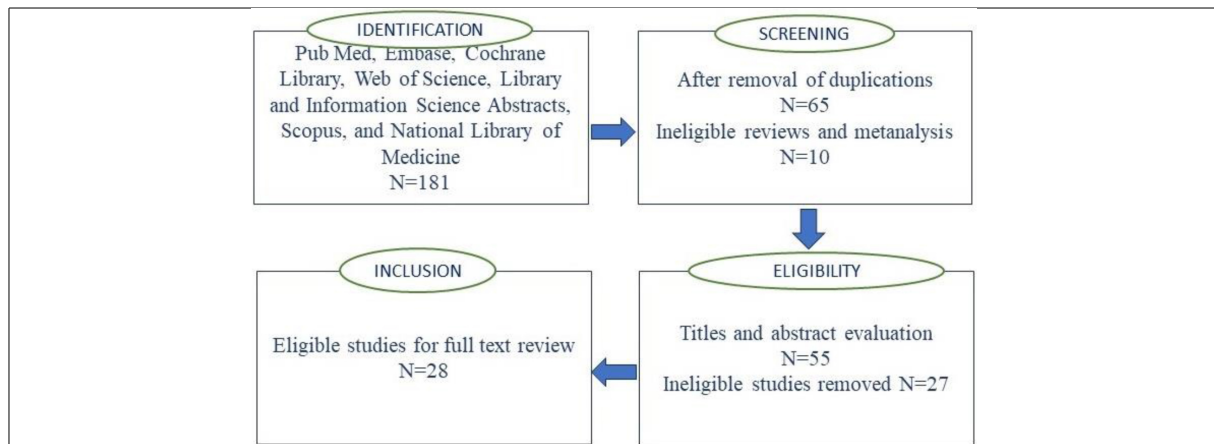 IDENTIFICATION
Pub Med, Embase, Cochrane
Library, Web of Science, Library
and Information Science Abstracts,
Scopus, and National Library of
Medicine
N=181
SCREENING
After removal of duplications
N=65
Ineligible reviews and metanalysis
N=10
ELIGIBILITY
Titles and abstract evaluation
N=55
Ineligible studies removed N=27
INCLUSION
Eligible studies for full text review
N=28